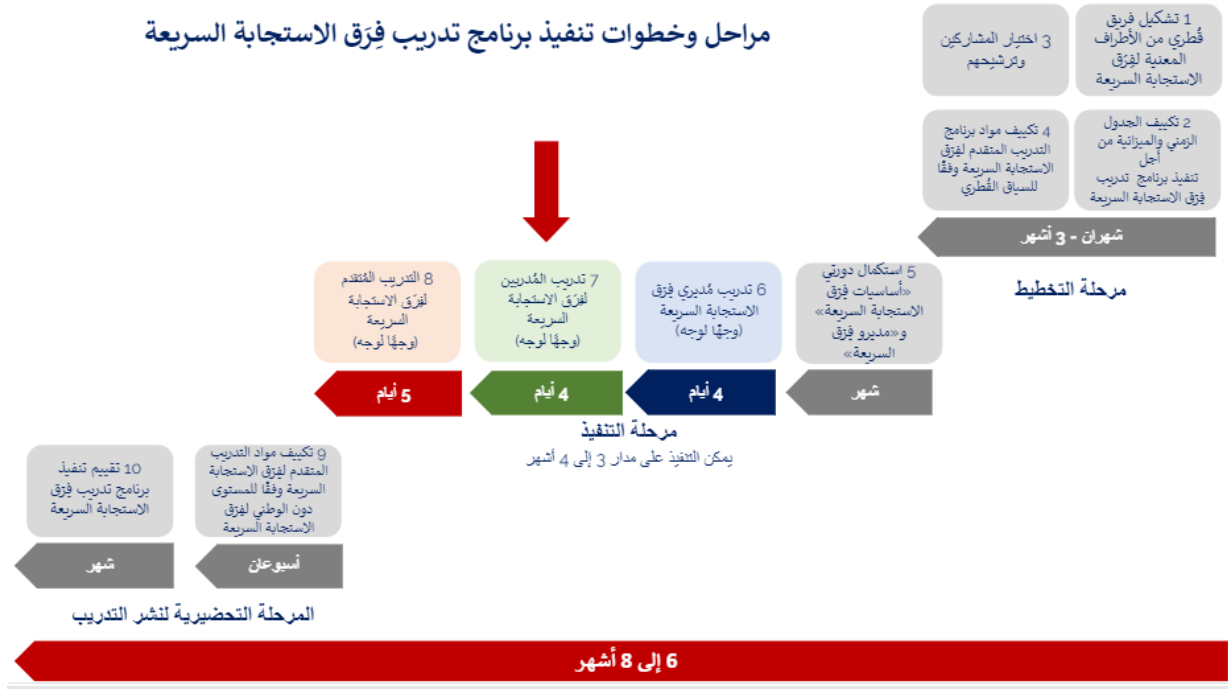 مراحل وخطوات تنفيذ برنامج تدريب فِرَق الاستجابة السريعة
1 تشكيل فريق
قُطري من الأطراف
المعنية لفِرَق
الاستجابة السريعة
2 تكييف الجدول
الزمني والميزانية من
أجل
تنفيذ برنامج تدريب
فِرَق الاستجابة السريعة
3 اختيار المشاركين
وترشيحهم
4 تكييف مواد برنامج
التدريب المتقدم لفِرَق
الاستجابة السريعة وفقًا
للسياق القُطري
شهران - 3 أشهر
مرحلة التخطيط
5 استكمال دورتي
«أساسيات فِرَق
الاستجابة السريعة»
و«مديرو فِرَق
السريعة»
شهر
6 تدريب مُديري فِرَق
الاستجابة السريعة
(وجهًا لوجه)
4 أيام
7 تدريب المُدربين
لفِرَق الاستجابة
السريعة
(وجهًا لوجه)
4 أيام
8 التدريب المُتقدم
لفِرَق الاستجابة
السريعة
(وجهًا لوجه)
5 أيام
مرحلة التنفيذ
يمكن التنفيذ على مدار 3 إلى 4 أشهر
9 تكييف مواد التدريب
المتقدم لفِرَق الاستجابة
السريعة وفقًا للمستوى
دون الوطني لفِرَق
الاستجابة السريعة
أسبوعان
10 تقييم تنفيذ
برنامج تدريب فِرَق
الاستجابة السريعة
شهر
المرحلة التحضيرية لنشر التدريب
6 إلى 8 أشهر